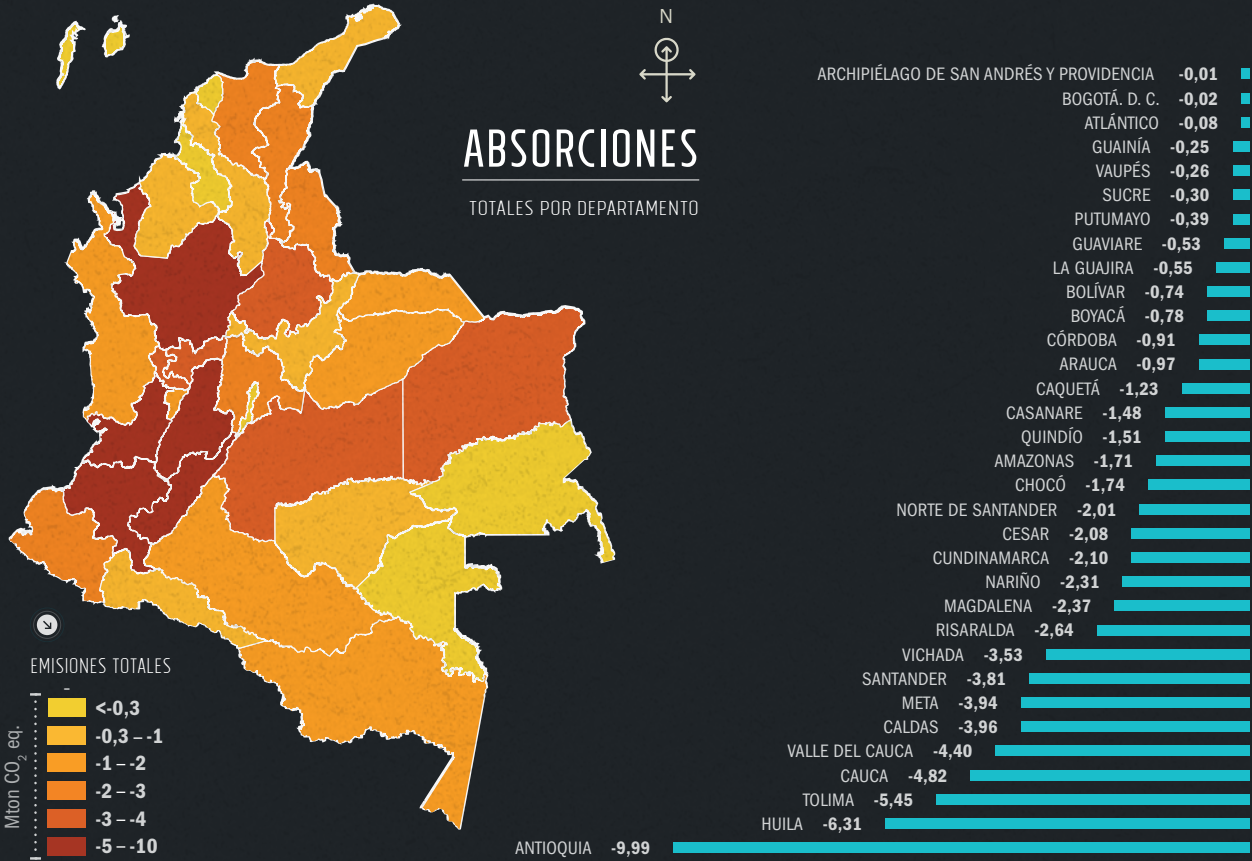 N
ABSORCIONES
TOTALES POR DEPARTAMENTO
ARCHIPIÉLAGO DE SAN ANDRÉS Y PROVIDENCIA -0,01
BOGOTÁ. D. C. -0,02
ATLÁNTICO -0,08
GUAINÍA -0,25
VAUPÉS -0,26
SUCRE -0,30
PUTUMAYO -0,39
GUAVIARE -0,53
LA GUAJIRA -0,55
BOLÍVAR -0,74
BOYACÁ -0,78
CÓRDOBA -0,91
ARAUCA -0,97
CAQUETÁ -1,23
CASANARE -1,48
QUINDÍO -1,51
AMAZONAS -1,71
CHOCÓ -1,74
NORTE DE SANTANDER -2,01
CESAR -2,08
CUNDINAMARCA -2,10
NARIÑO -2,31
MAGDALENA -2,37
RISARALDA -2,64
VICHADA -3,53
SANTANDER -3,81
META -3,94
CALDAS -3,96
VALLE DEL CAUCA -4,40
CAUCA -4,82
TOLIMA -5,45
HUILA -6,31
ANTIOQUIA -9,99
EMISIONES TOTALES
-
<-0,3
-0,3 – -1
-1 – -2
-2 – -3
-3 – -4
-5 – -10
Mton CO₂ eq.